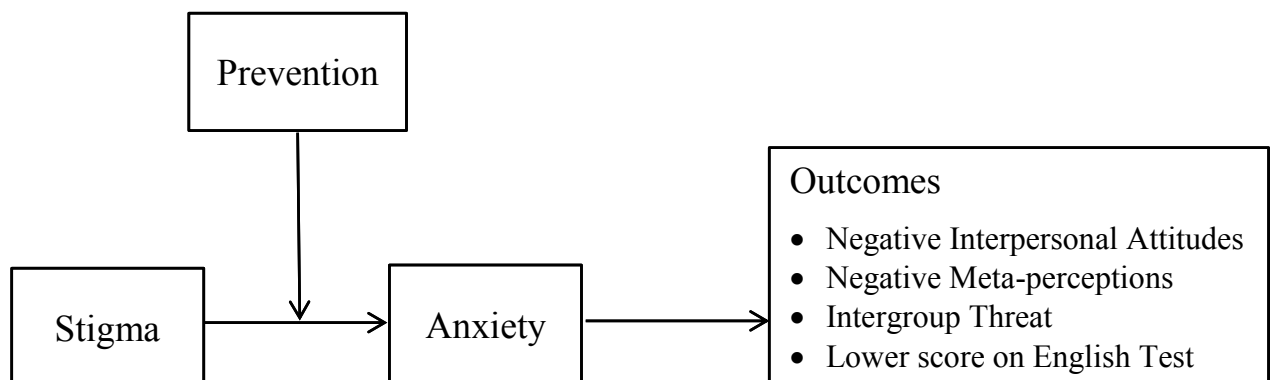 Prevention
Outcomes
• Negative Interpersonal Attitudes
• Negative Meta-perceptions
• Intergroup Threat
• Lower score on English Test
Stigma
Anxiety